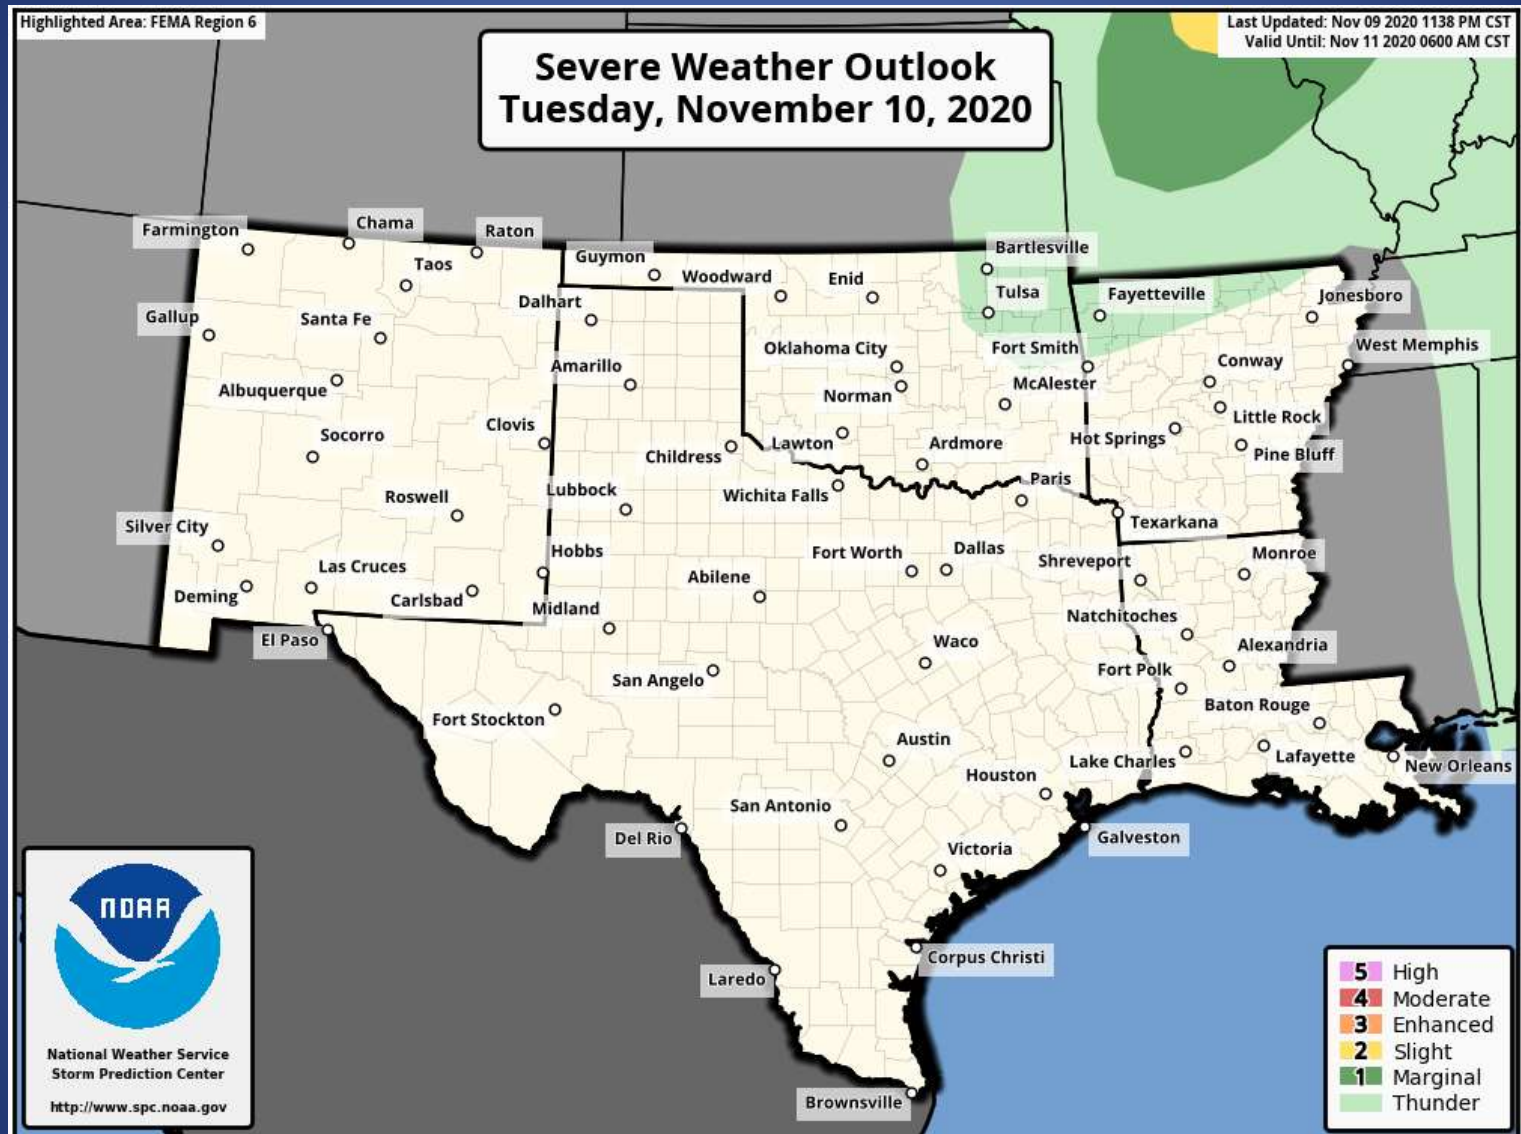 Highlighted Area: FEMA Region 6
Last Updated: Nov 09 2020 1138 PM CST
Valid Until: Nov 11 2020 0600 AM CST
Severe Weather Outlook
Tuesday, November 10, 2020
Farmington
Chama
Raton
Taos
Guymon
Woodward
Enid
Bartlesville
Tulsa
Fayetteville
Jonesboro
Gallup
Santa Fe
Dalhart
Oklahoma City
Fort Smith
West Memphis
Albuquerque
Amarillo
Norman
McAlester
Conway
Socorro
Clovis
Childress
Lawton
Ardmore
Hot Springs
Little Rock
Pine Bluff
Roswell
Lubbock
Wichita Falls
Paris
Texarkana
Silver City
Las Cruces
Hobbs
Abilene
Fort Worth
Dallas
Shreveport
Monroe
Deming
Carlsbad
Midland
Natchitoches
El Paso
San Angelo
Waco
Fort Polk
Alexandria
Fort Stockton
Austin
Baton Rouge
Houston
Lake Charles
Lafayette
New Orleans
San Antonio
Del Rio
Victoria
Galveston
Corpus Christi
Laredo
Brownsville
NOAA
National Weather Service
Storm Prediction Center
http://www.spc.noaa.gov
5 High
4 Moderate
3 Enhanced
2 Slight
1 Marginal
Thunder